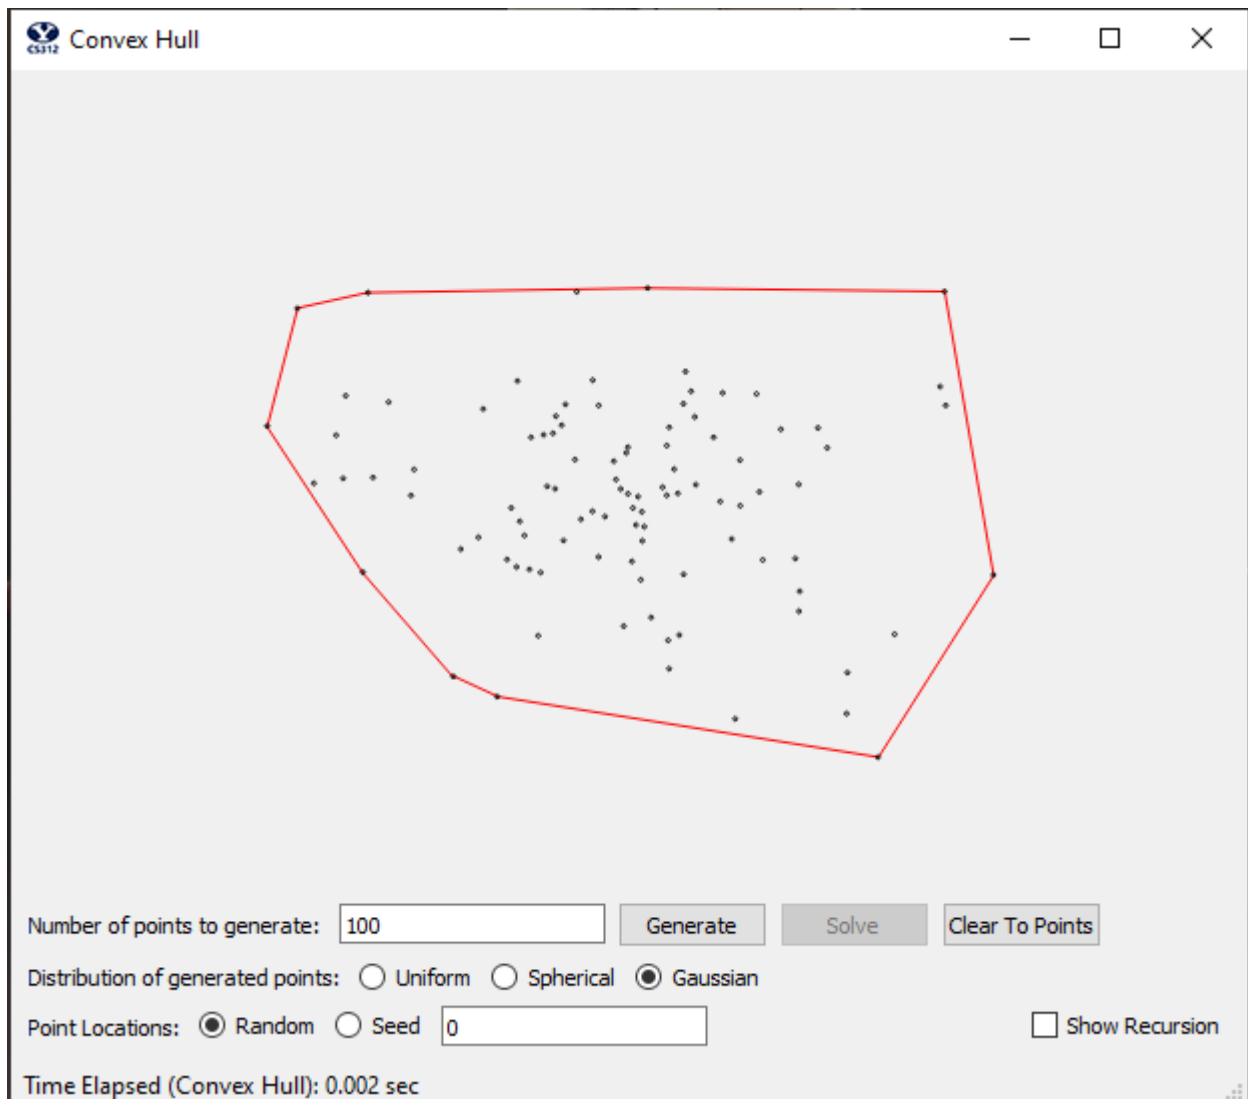 CS312 Convex Hull
Number of points to generate: 100 Generate Solve Clear To Points
Distribution of generated points: Uniform Spherical Gaussian
Point Locations: Random Seed 0 Show Recursion
Time Elapsed (Convex Hull): 0.002 sec